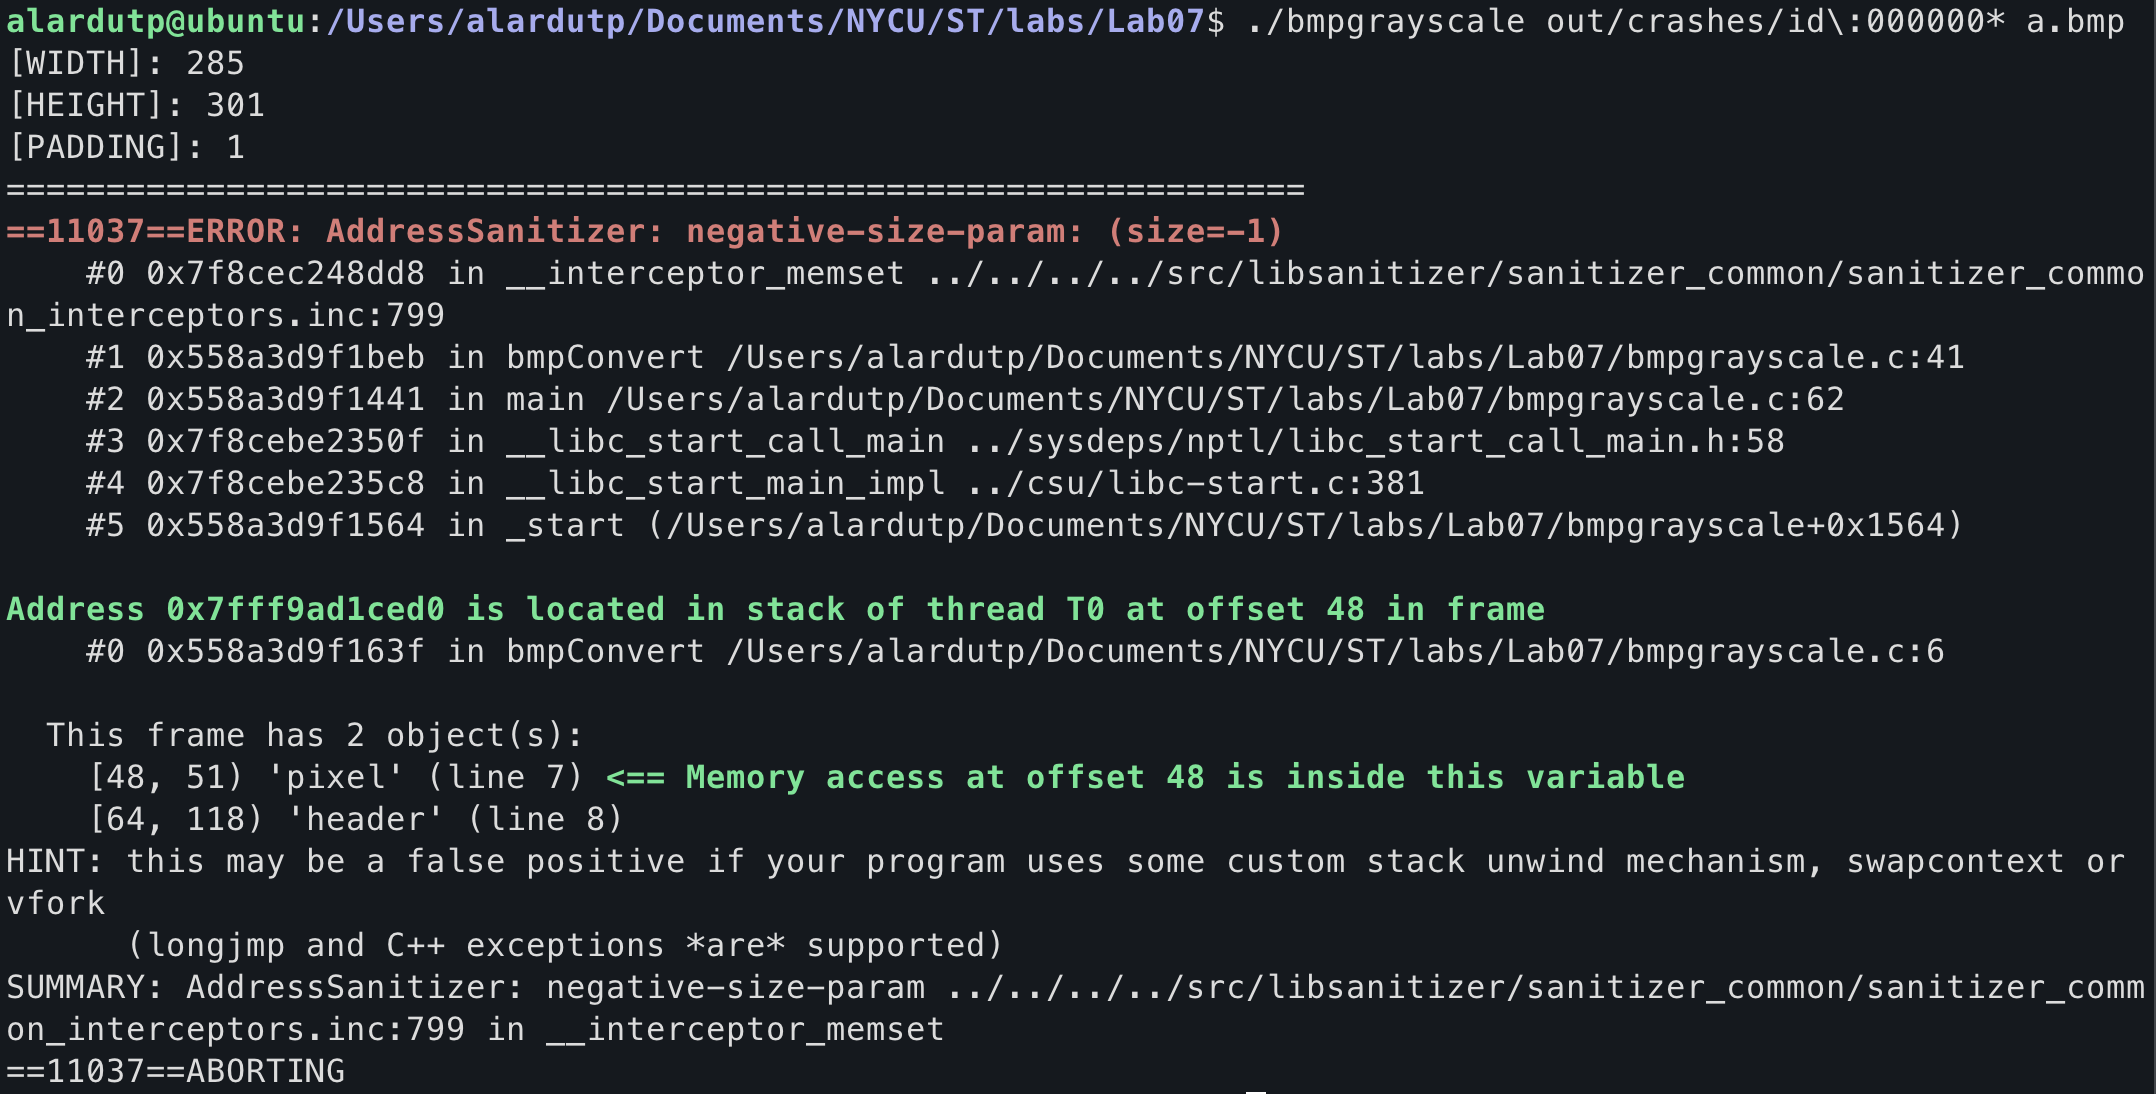 alardutp@ubuntu:/Users/alardutp/Documents/NYCU/ST/labs/Lab07$ ./bmpgrayscale out/crashes/id\:000000* a.bmp
[WIDTH]: 285
[HEIGHT]: 301
[PADDING]: 1
=================================================================
==11037==ERROR: AddressSanitizer: negative-size-param: (size=-1)
    #0 0x7f8cec248dd8 in __interceptor_memset ../../../../src/libsanitizer/sanitizer_common/sanitizer_commo
n_interceptors.inc:799
    #1 0x558a3d9f1beb in bmpConvert /Users/alardutp/Documents/NYCU/ST/labs/Lab07/bmpgrayscale.c:41
    #2 0x558a3d9f1441 in main /Users/alardutp/Documents/NYCU/ST/labs/Lab07/bmpgrayscale.c:62
    #3 0x7f8cebe2350f in __libc_start_call_main ../sysdeps/nptl/libc_start_call_main.h:58
    #4 0x7f8cebe235c8 in __libc_start_main_impl ../csu/libc-start.c:381
    #5 0x558a3d9f1564 in _start (/Users/alardutp/Documents/NYCU/ST/labs/Lab07/bmpgrayscale+0x1564)

Address 0x7fff9ad1ced0 is located in stack of thread T0 at offset 48 in frame
    #0 0x558a3d9f163f in bmpConvert /Users/alardutp/Documents/NYCU/ST/labs/Lab07/bmpgrayscale.c:6

  This frame has 2 object(s):
    [48, 51) 'pixel' (line 7) <== Memory access at offset 48 is inside this variable
    [64, 118) 'header' (line 8)
HINT: this may be a false positive if your program uses some custom stack unwind mechanism, swapcontext or
vfork
      (longjmp and C++ exceptions *are* supported)
SUMMARY: AddressSanitizer: negative-size-param ../../../../src/libsanitizer/sanitizer_common/sanitizer_comm
on_interceptors.inc:799 in __interceptor_memset
==11037==ABORTING